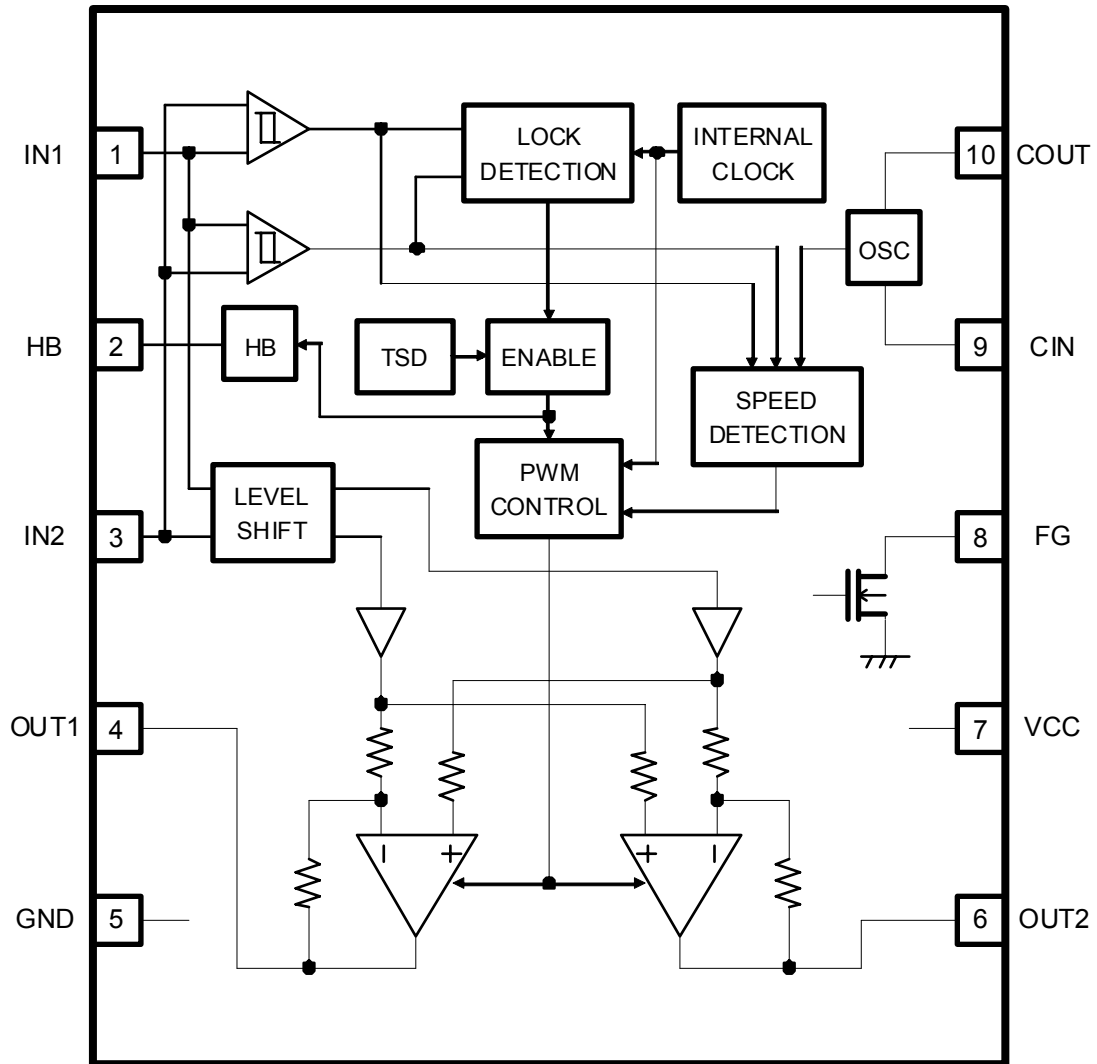 IN1
1
LOCK
DETECTION
INTERNAL
CLOCK
10
COUT
OSC
HB
2
HB
TSD
ENABLE
9
CIN
SPEED
DETECTION
PWM
CONTROL
LEVEL
SHIFT
IN2
3
8
FG
OUT1
4
7
VCC
− +
+ −
GND
5
6
OUT2